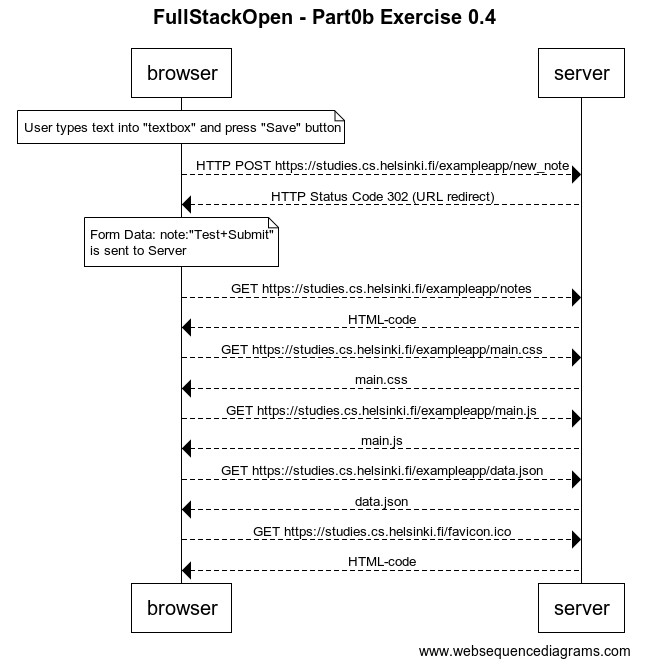 FullStackOpen - Part0b Exercise 0.4
browser
server
User types text into "textbox" and press "Save" button
HTTP POST https://studies.cs.helsinki.fi/exampleapp/new_note
HTTP Status Code 302 (URL redirect)
Form Data: note:"Test+Submit"
is sent to Server
GET https://studies.cs.helsinki.fi/exampleapp/notes
HTML-code
GET https://studies.cs.helsinki.fi/exampleapp/main.css
main.css
GET https://studies.cs.helsinki.fi/exampleapp/main.js
main.js
GET https://studies.cs.helsinki.fi/exampleapp/data.json
data.json
GET https://studies.cs.helsinki.fi/favicon.ico
HTML-code
browser
server
www.websequencediagrams.com